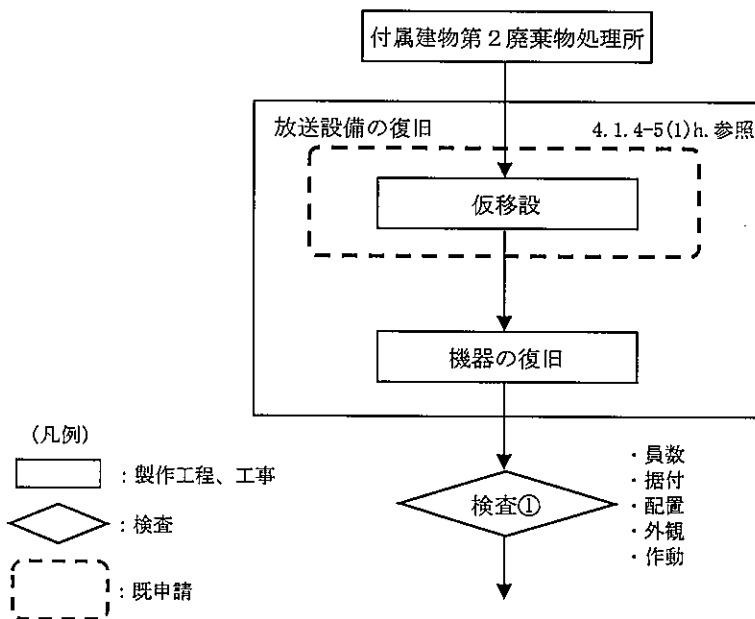 付属建物第２廃棄物処理所
放送設備の復旧
4.1.4-5(1)h.参照
仮移設
機器の復旧
検査①
・員数
・据付
・配置
・外観
・作動
(凡例)
：製作工程、工事
：検査
：既申請